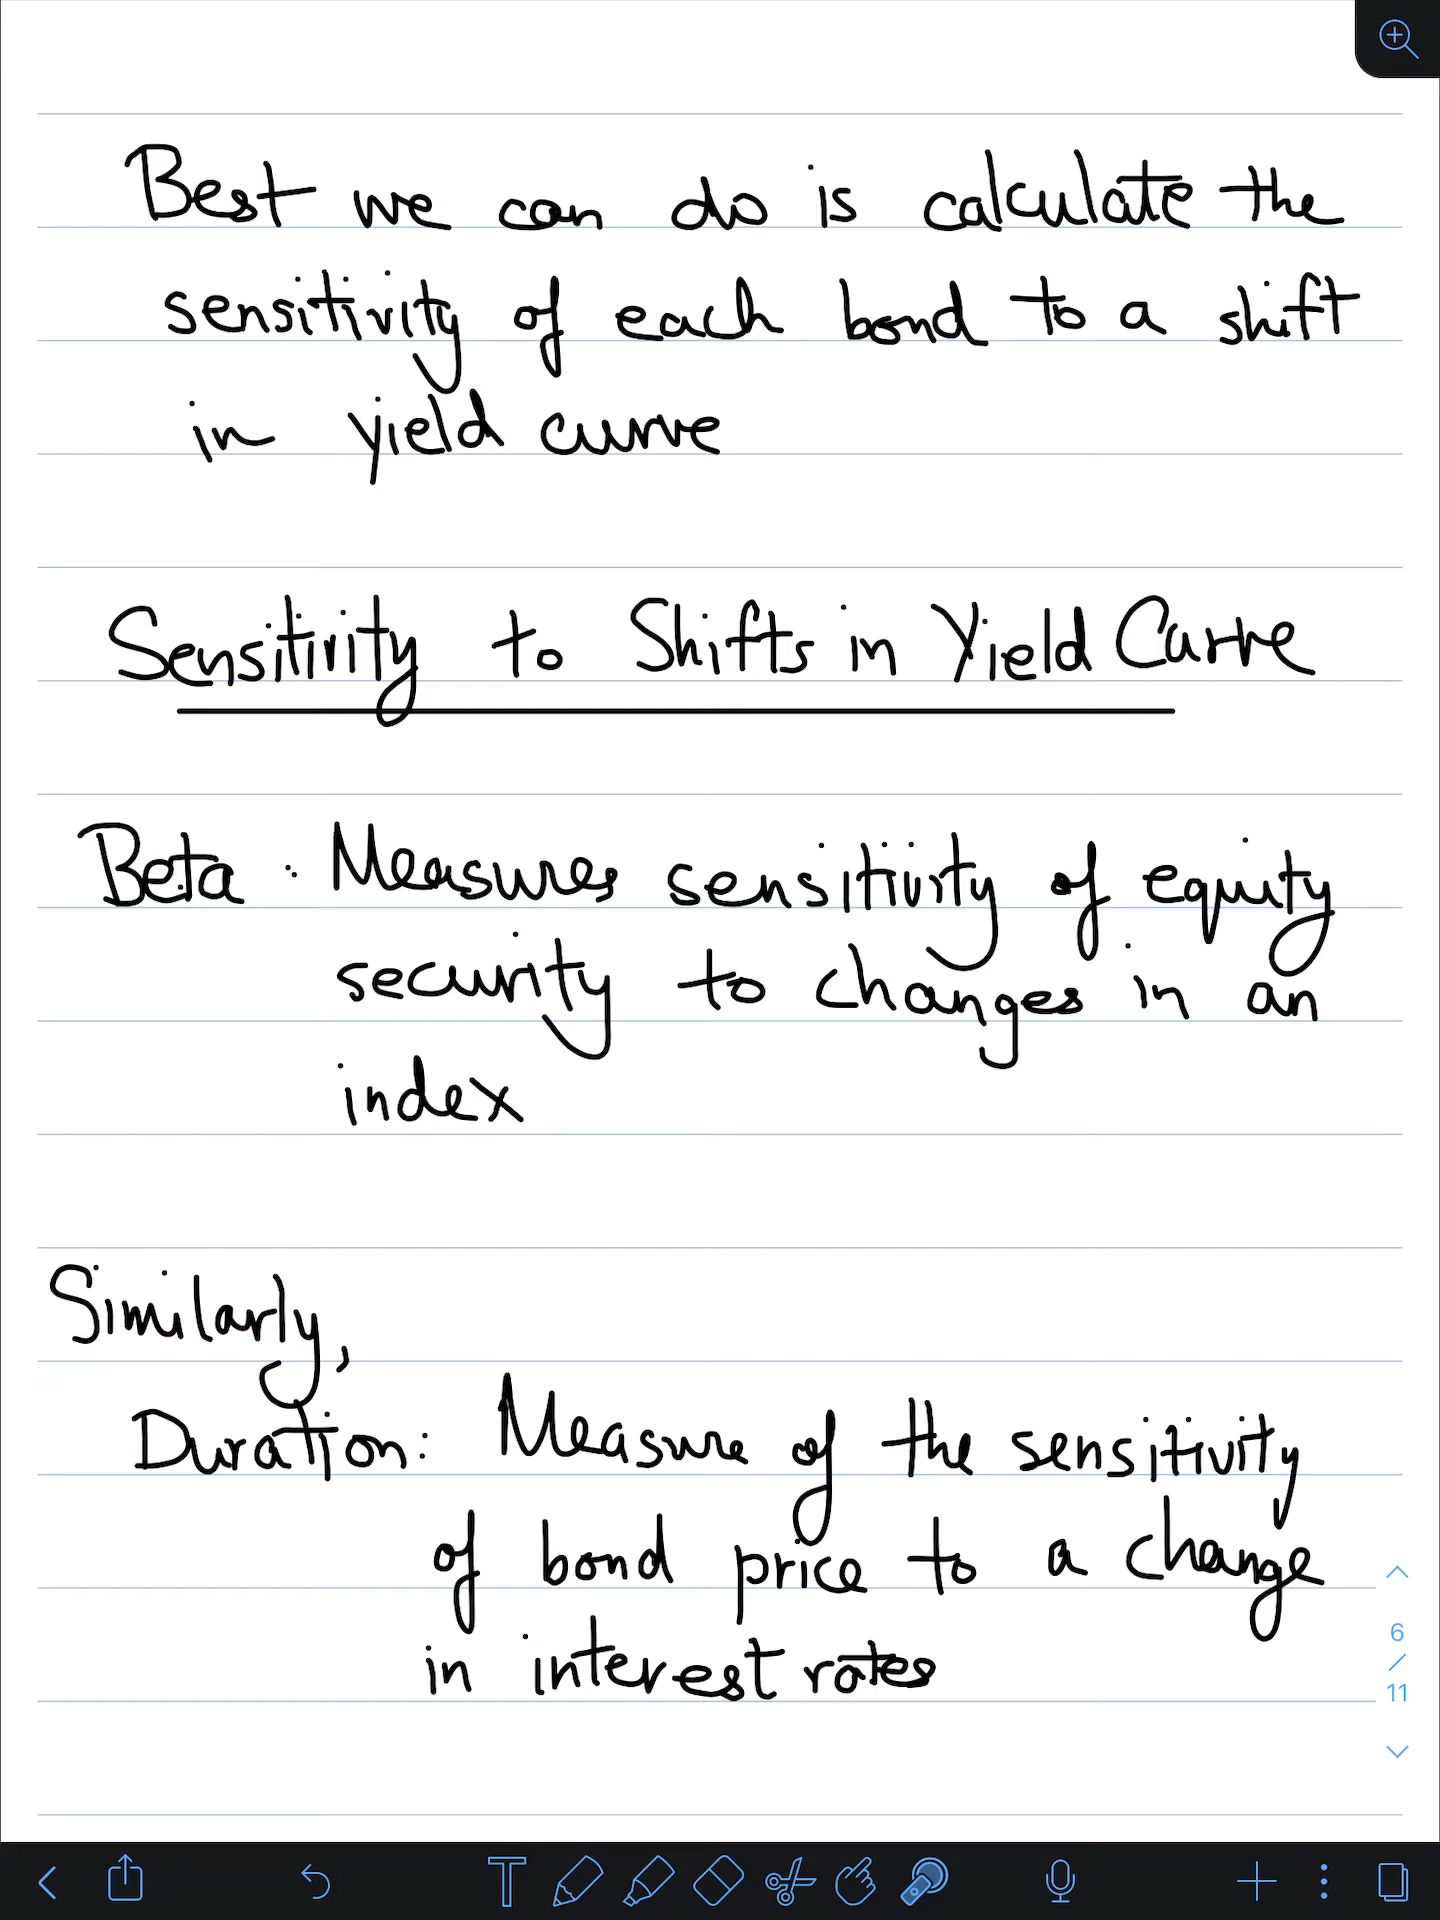 Best we can do is calculate the
sensitivity of each bond to a shift
in yield curve
Sensitivity to Shifts in Yield Curve
Beta : Measures sensitivity of equity
security to changes in an
index
Similarly,
Duration: Measure of the sensitivity
of bond price to a change
in interest rates
6
/
11
T